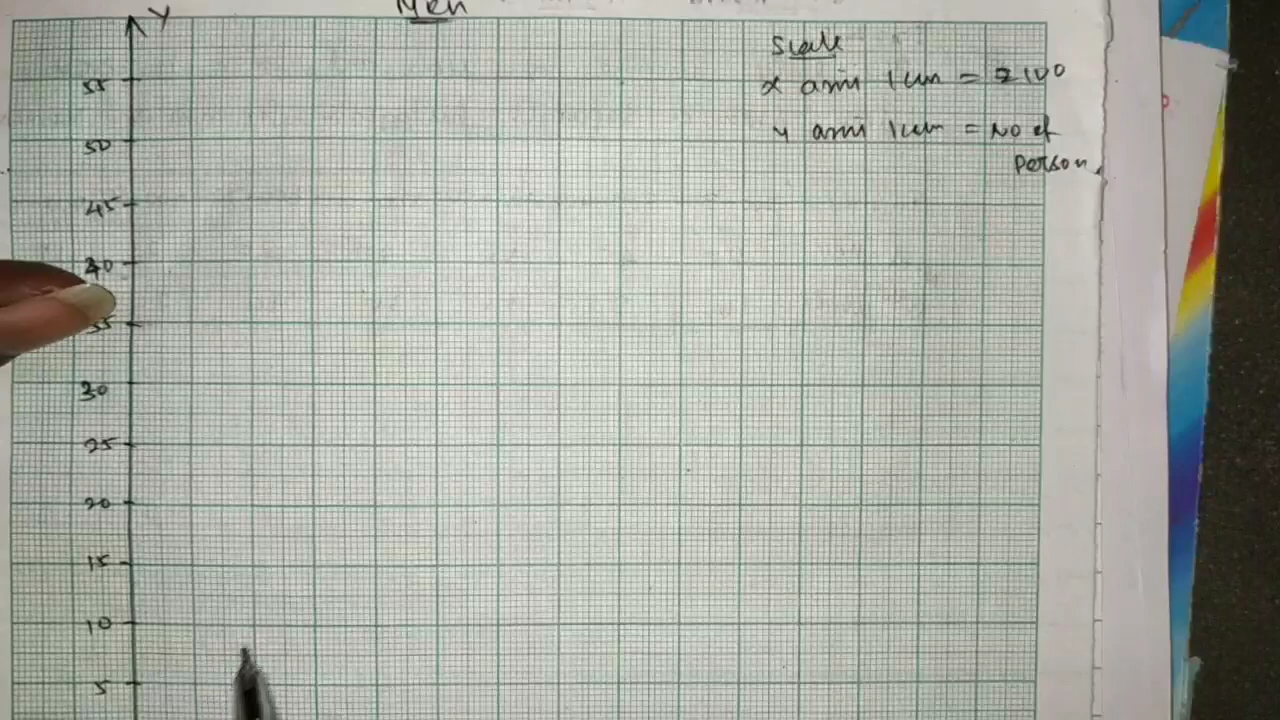 Men
Y
Scale
x axis 1cm = ₹100
y axis 1cm = No of
person
55
50
45
40
35
30
25
20
15
10
5